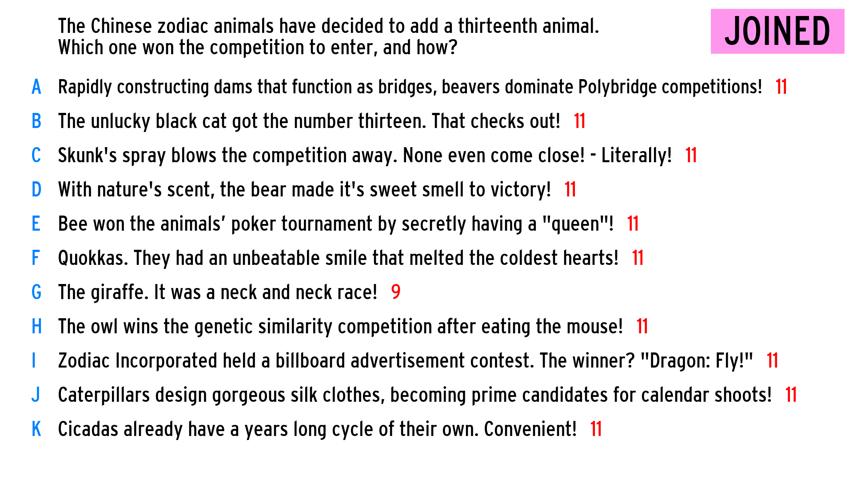 The Chinese zodiac animals have decided to add a thirteenth animal.
Which one won the competition to enter, and how?
JOINED
A Rapidly constructing dams that function as bridges, beavers dominate Polybridge competitions! 11
B The unlucky black cat got the number thirteen. That checks out! 11
C Skunk's spray blows the competition away. None even come close! - Literally! 11
D With nature's scent, the bear made it's sweet smell to victory! 11
E Bee won the animals’ poker tournament by secretly having a "queen"! 11
F Quokkas. They had an unbeatable smile that melted the coldest hearts! 11
G The giraffe. It was a neck and neck race! 9
H The owl wins the genetic similarity competition after eating the mouse! 11
I Zodiac Incorporated held a billboard advertisement contest. The winner? "Dragon: Fly!" 11
J Caterpillars design gorgeous silk clothes, becoming prime candidates for calendar shoots! 11
K Cicadas already have a years long cycle of their own. Convenient! 11